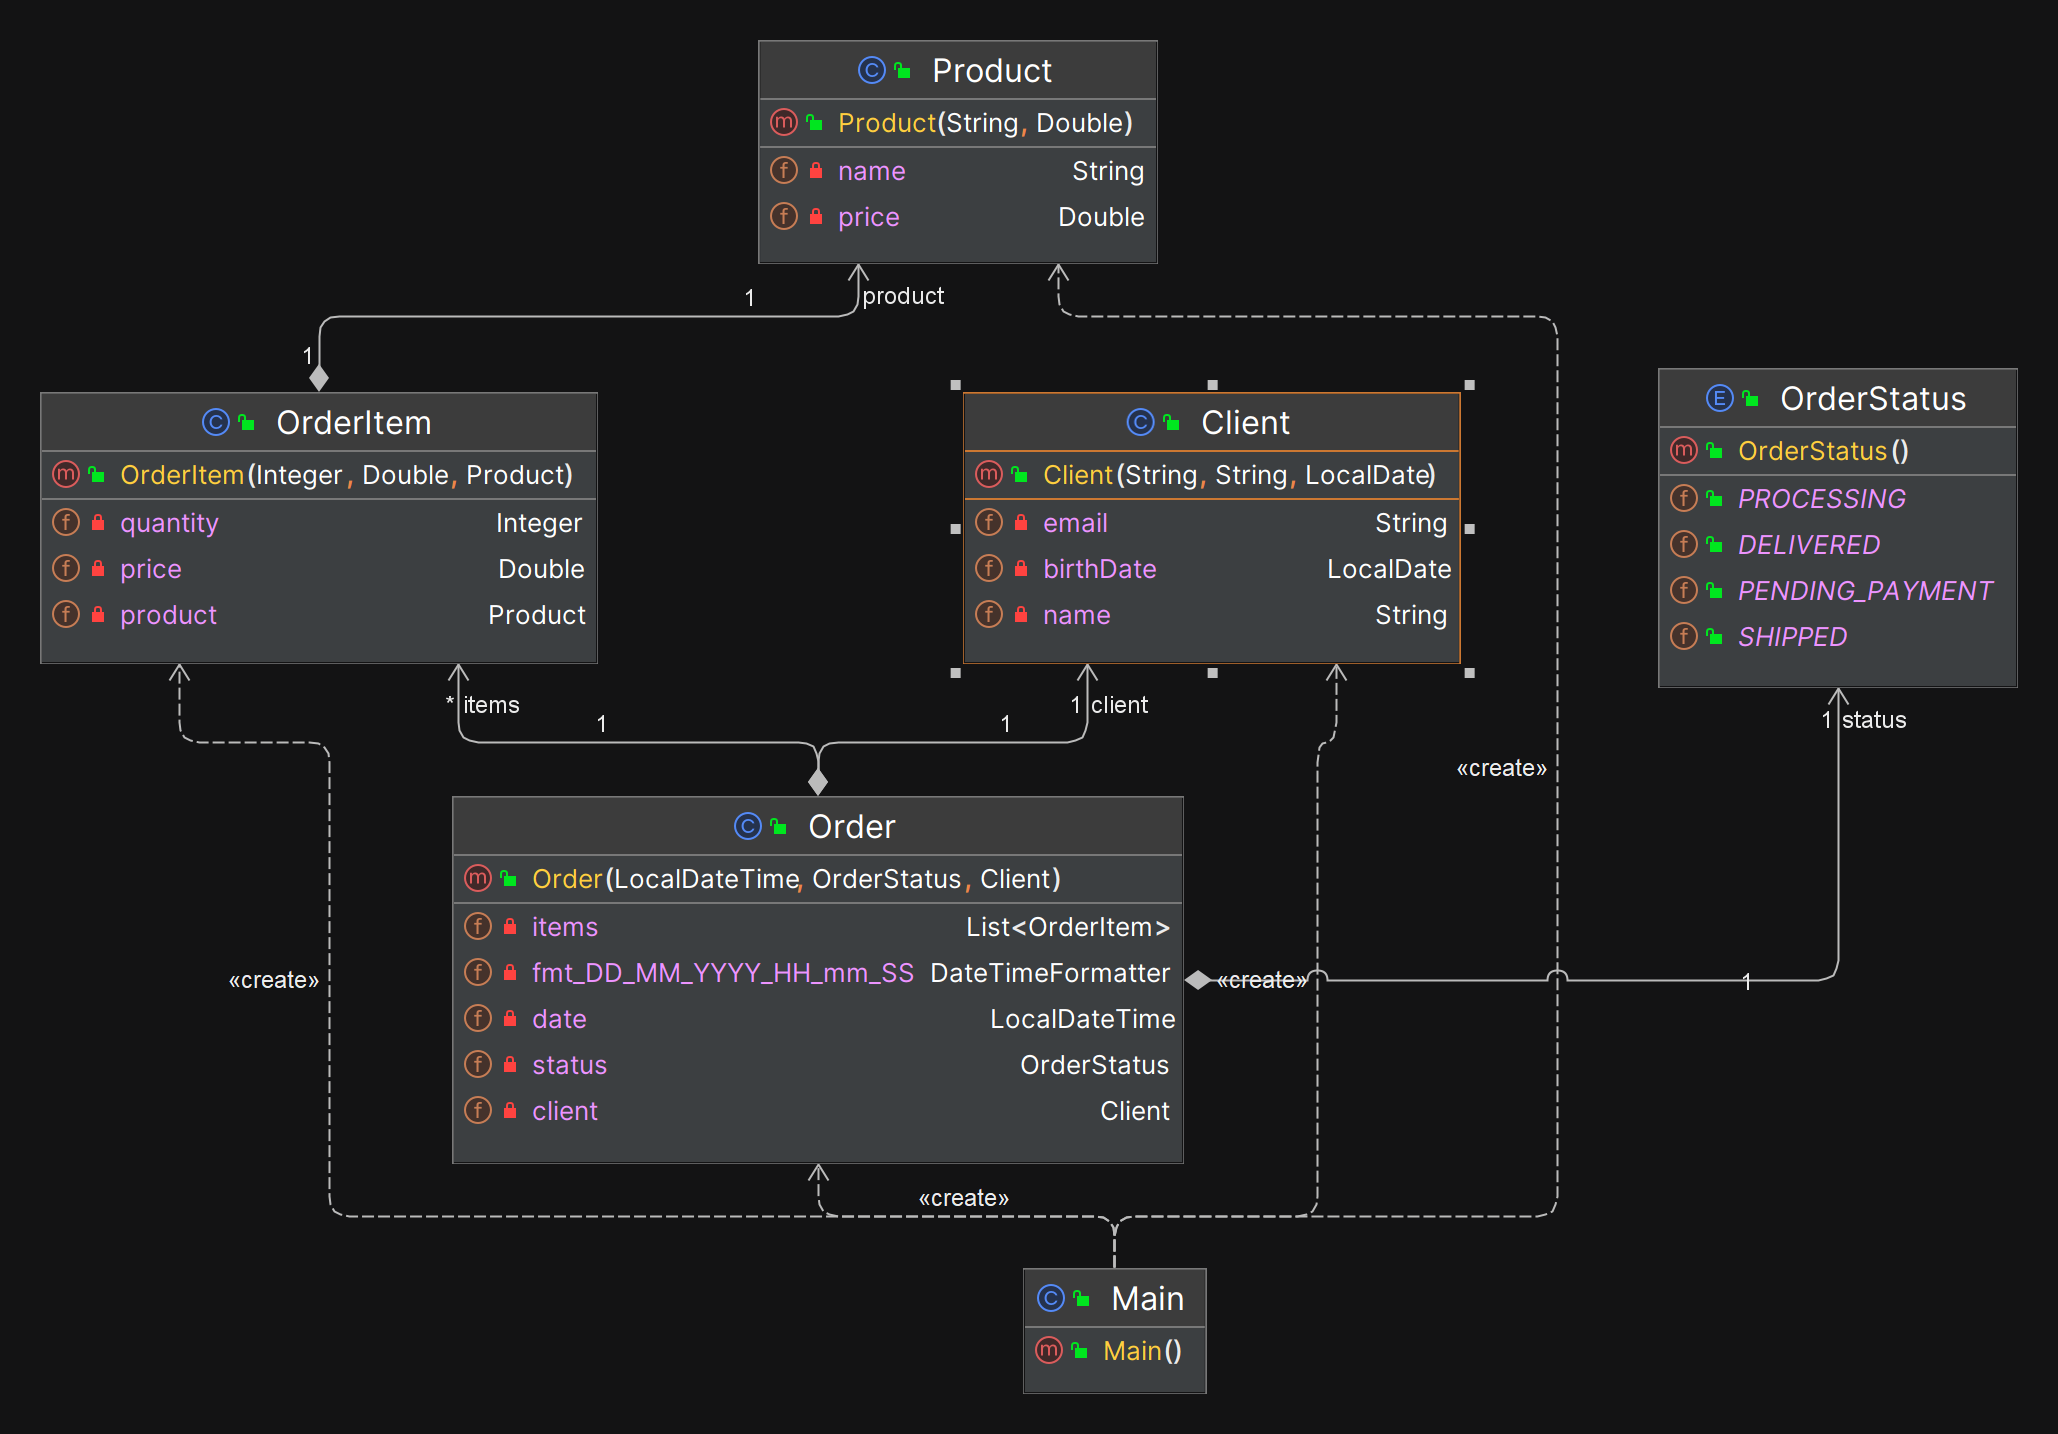 Product
Product(String, Double)
name String
price Double
1 product
1
OrderItem
OrderItem(Integer, Double, Product)
quantity Integer
price Double
product Product
Client
Client(String, String, LocalDate)
email String
birthDate LocalDate
name String
OrderStatus
OrderStatus()
PROCESSING
DELIVERED
PENDING_PAYMENT
SHIPPED
* items
1
1
1 client
1 status
«create»
Order
Order(LocalDateTime, OrderStatus, Client)
items List<OrderItem>
fmt_DD_MM_YYYY_HH_mm_SS DateTimeFormatter
date LocalDateTime
status OrderStatus
client Client
«create»
«create»
1
«create»
Main
Main()